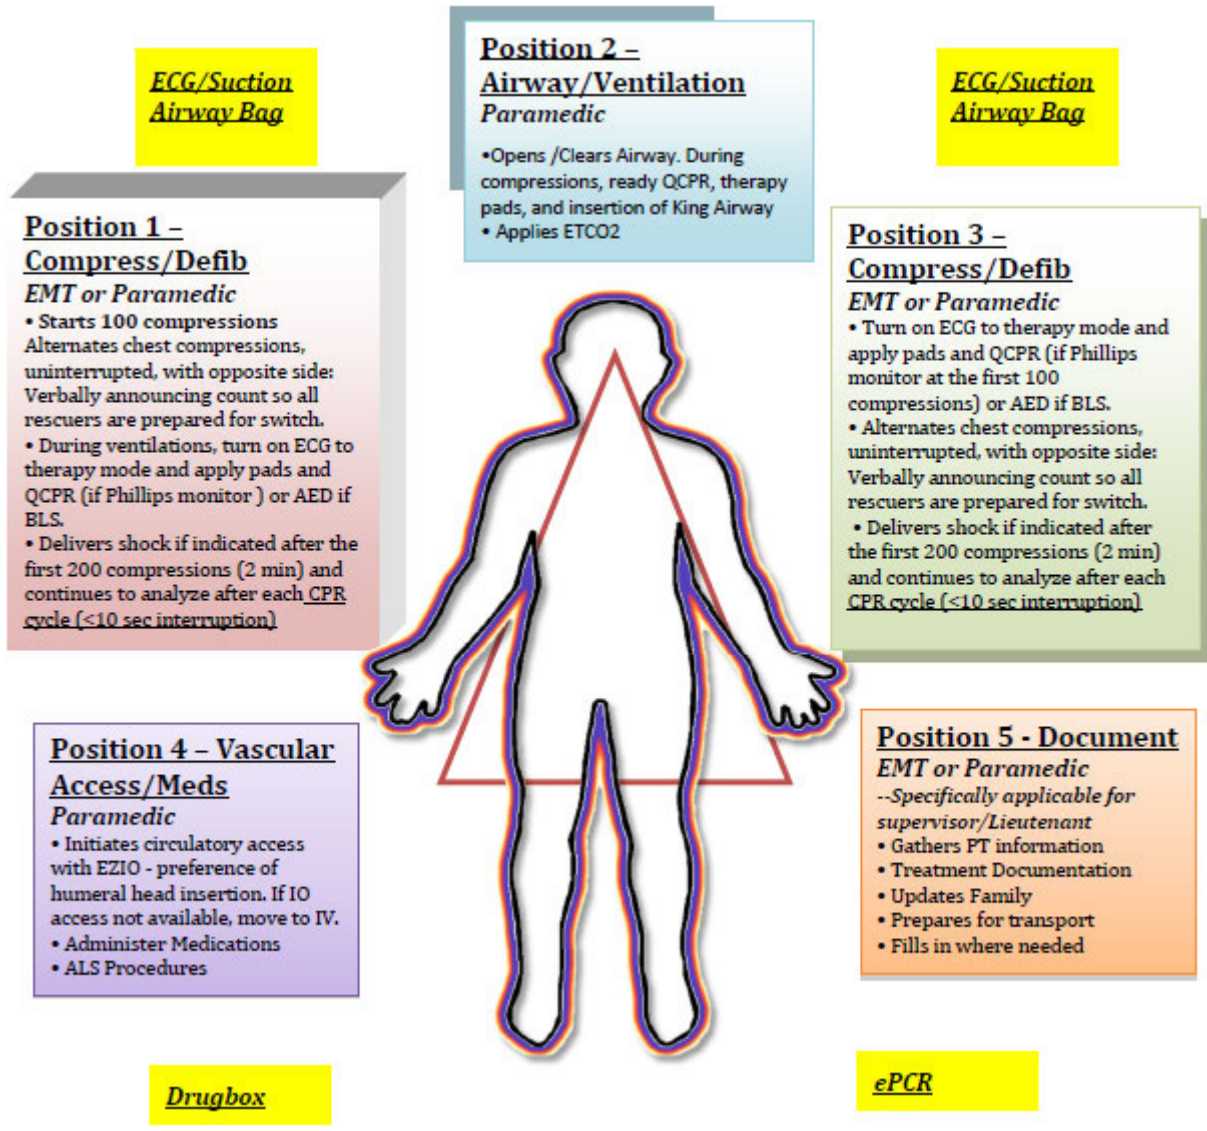 ECG/Suction
Airway Bag
Position 2 –
Airway/Ventilation
Paramedic
•Opens /Clears Airway. During
compressions, ready QCPR, therapy
pads, and insertion of King Airway
• Applies ETCO2
ECG/Suction
Airway Bag
Position 1 –
Compress/Defib
EMT or Paramedic
• Starts 100 compressions
Alternates chest compressions,
uninterrupted, with opposite side:
Verbally announcing count so all
rescuers are prepared for switch.
• During ventilations, turn on ECG to
therapy mode and apply pads and
QCPR (if Phillips monitor ) or AED if
BLS.
• Delivers shock if indicated after the
first 200 compressions (2 min) and
continues to analyze after each CPR
cycle (<10 sec interruption)
Position 3 –
Compress/Defib
EMT or Paramedic
• Turn on ECG to therapy mode and
apply pads and QCPR (if Phillips
monitor at the first 100
compressions) or AED if BLS.
• Alternates chest compressions,
uninterrupted, with opposite side:
Verbally announcing count so all
rescuers are prepared for switch.
• Delivers shock if indicated after
the first 200 compressions (2 min)
and continues to analyze after each
CPR cycle (<10 sec interruption)
Position 4 – Vascular
Access/Meds
Paramedic
• Initiates circulatory access
with EZIO - preference of
humeral head insertion. If IO
access not available, move to IV.
• Administer Medications
• ALS Procedures
Position 5 - Document
EMT or Paramedic
--Specifically applicable for
supervisor/Lieutenant
• Gathers PT information
• Treatment Documentation
• Updates Family
• Prepares for transport
• Fills in where needed
Drugbox
ePCR